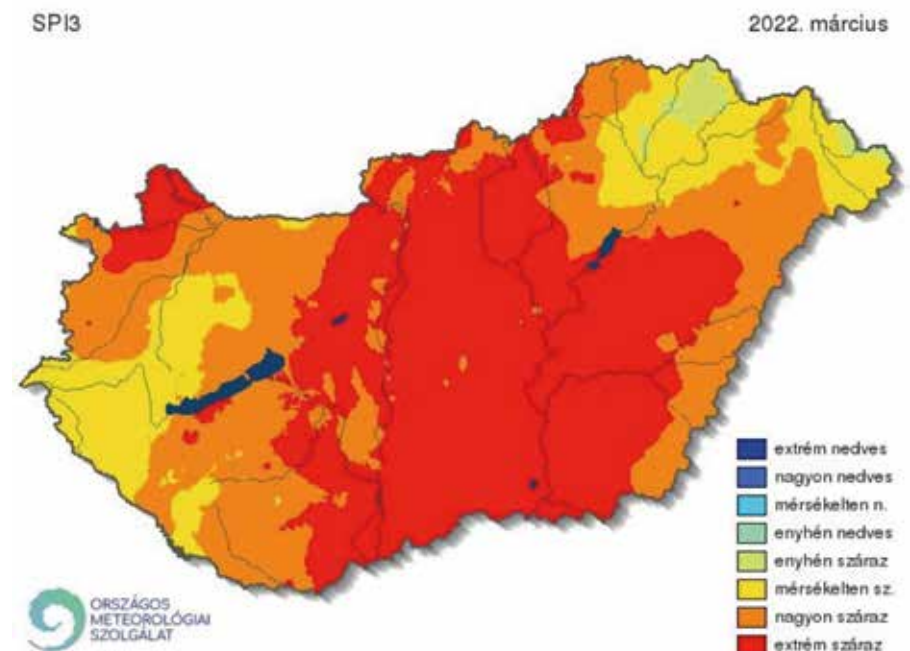 SPI3
2022. március
extrém nedves
nagyon nedves
mérsékelten n.
enyhén nedves
enyhén száraz
mérsékelten sz.
nagyon száraz
extrém száraz
ORSZÁGOS
METEOROLÓGIAI
SZOLGÁLAT